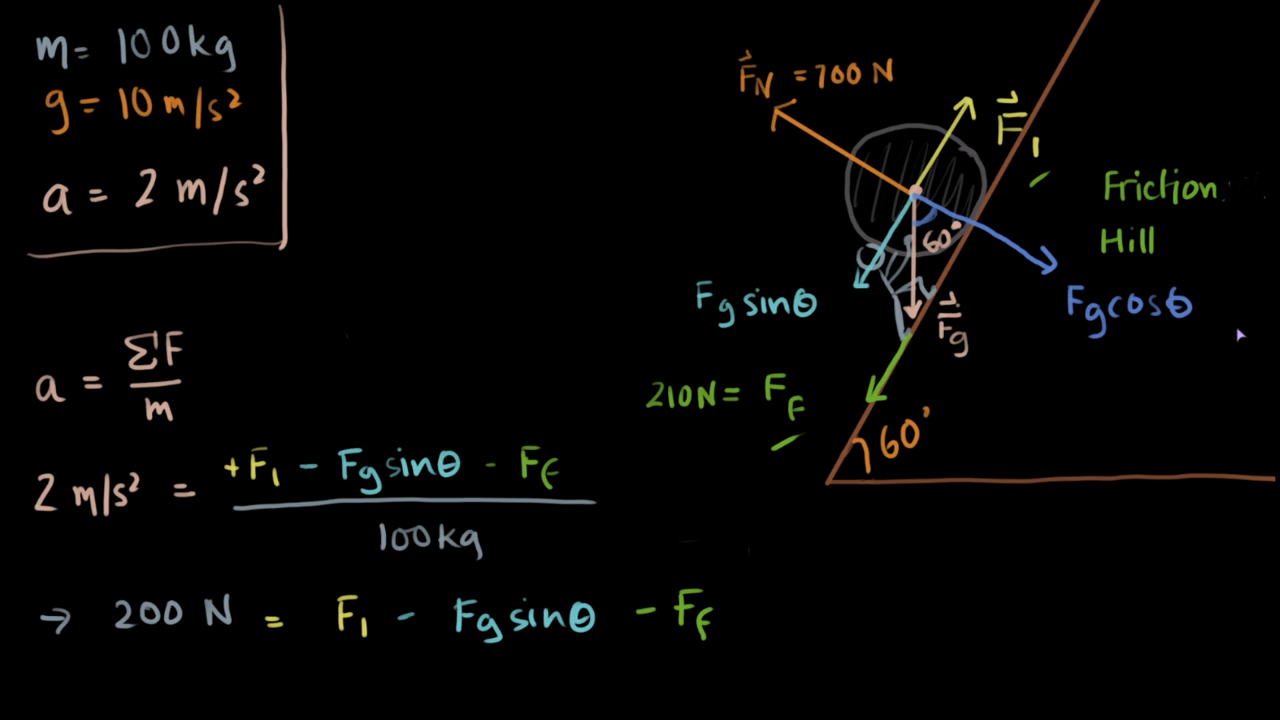 m = 100kg
g = 10 m/s²
a = 2 m/s²
F⃗N = 700 N
F⃗₁
Friction
Hill
60°
Fg sinθ
F⃗g
Fg cosθ
210N = Ff
60°
a = ΣF / m
2 m/s² = +F₁ - Fg sinθ - Ff / 100kg
→ 200 N = F₁ - Fg sinθ - Ff